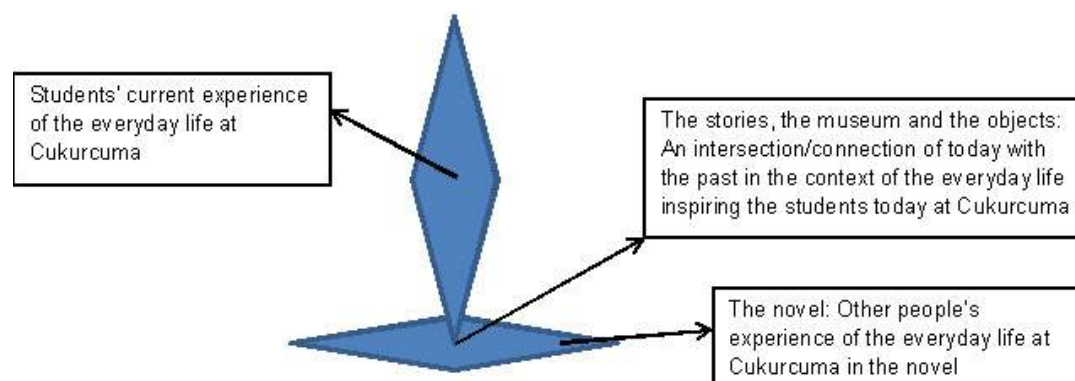 Students' current experience
of the everyday life at
Cukurcuma
The stories, the museum and the objects:
An intersection/connection of today with
the past in the context of the everyday life
inspiring the students today at Cukurcuma
The novel: Other people's
experience of the everyday life at
Cukurcuma in the novel